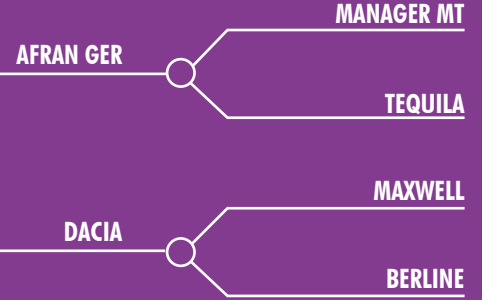 MANAGER MT
AFRAN GER
TEQUILA
MAXWELL
DACIA
BERLINE